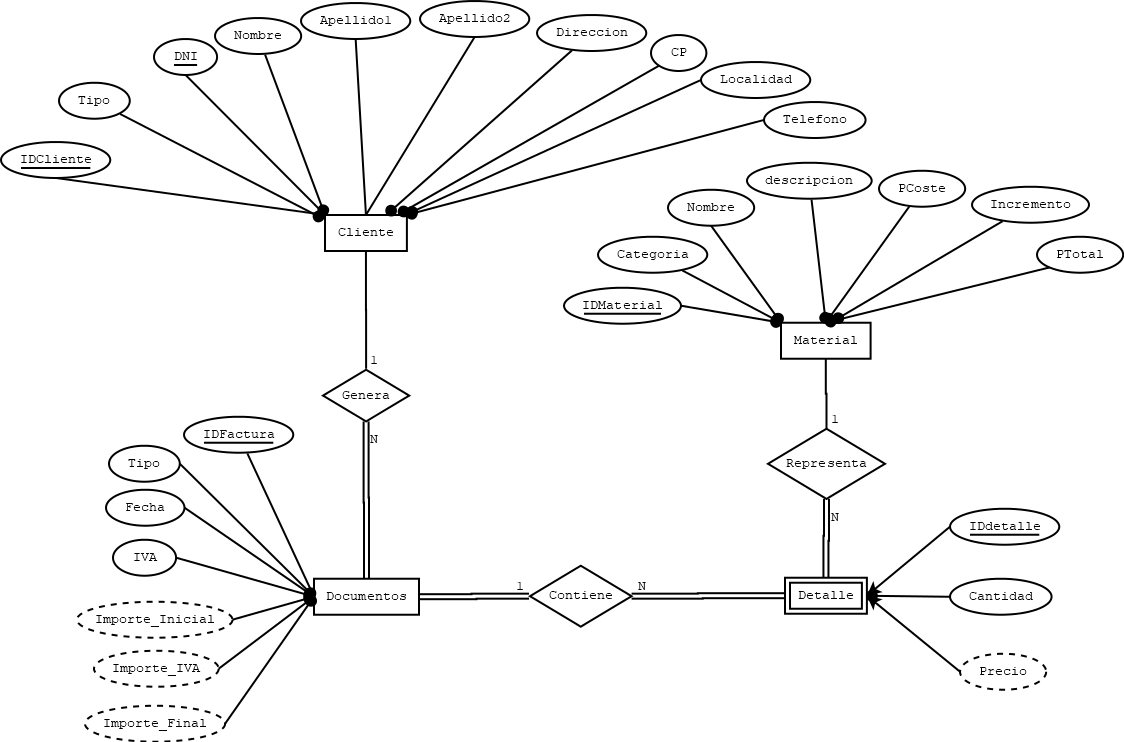 Apellido1
Apellido2
Nombre
Direccion
DNI
CP
Localidad
Tipo
Telefono
IDCliente
descripcion
PCoste
Nombre
Incremento
Cliente
Categoria
PTotal
IDMaterial
Material
1
Genera
1
IDFactura
N
Tipo
Representa
Fecha
N
IDdetalle
IVA
1
N
Documentos
Contiene
Detalle
Cantidad
Importe_Inicial
Importe_IVA
Precio
Importe_Final